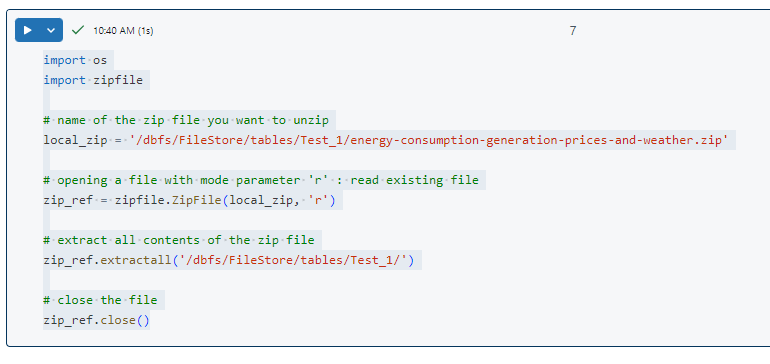 10:40 AM (1s)
7
import os
import zipfile
# name of the zip file you want to unzip
local_zip = '/dbfs/FileStore/tables/Test_1/energy-consumption-generation-prices-and-weather.zip'
# opening a file with mode parameter 'r' : read existing file
zip_ref = zipfile.ZipFile(local_zip, 'r')
# extract all contents of the zip file
zip_ref.extractall('/dbfs/FileStore/tables/Test_1/')
# close the file
zip_ref.close()